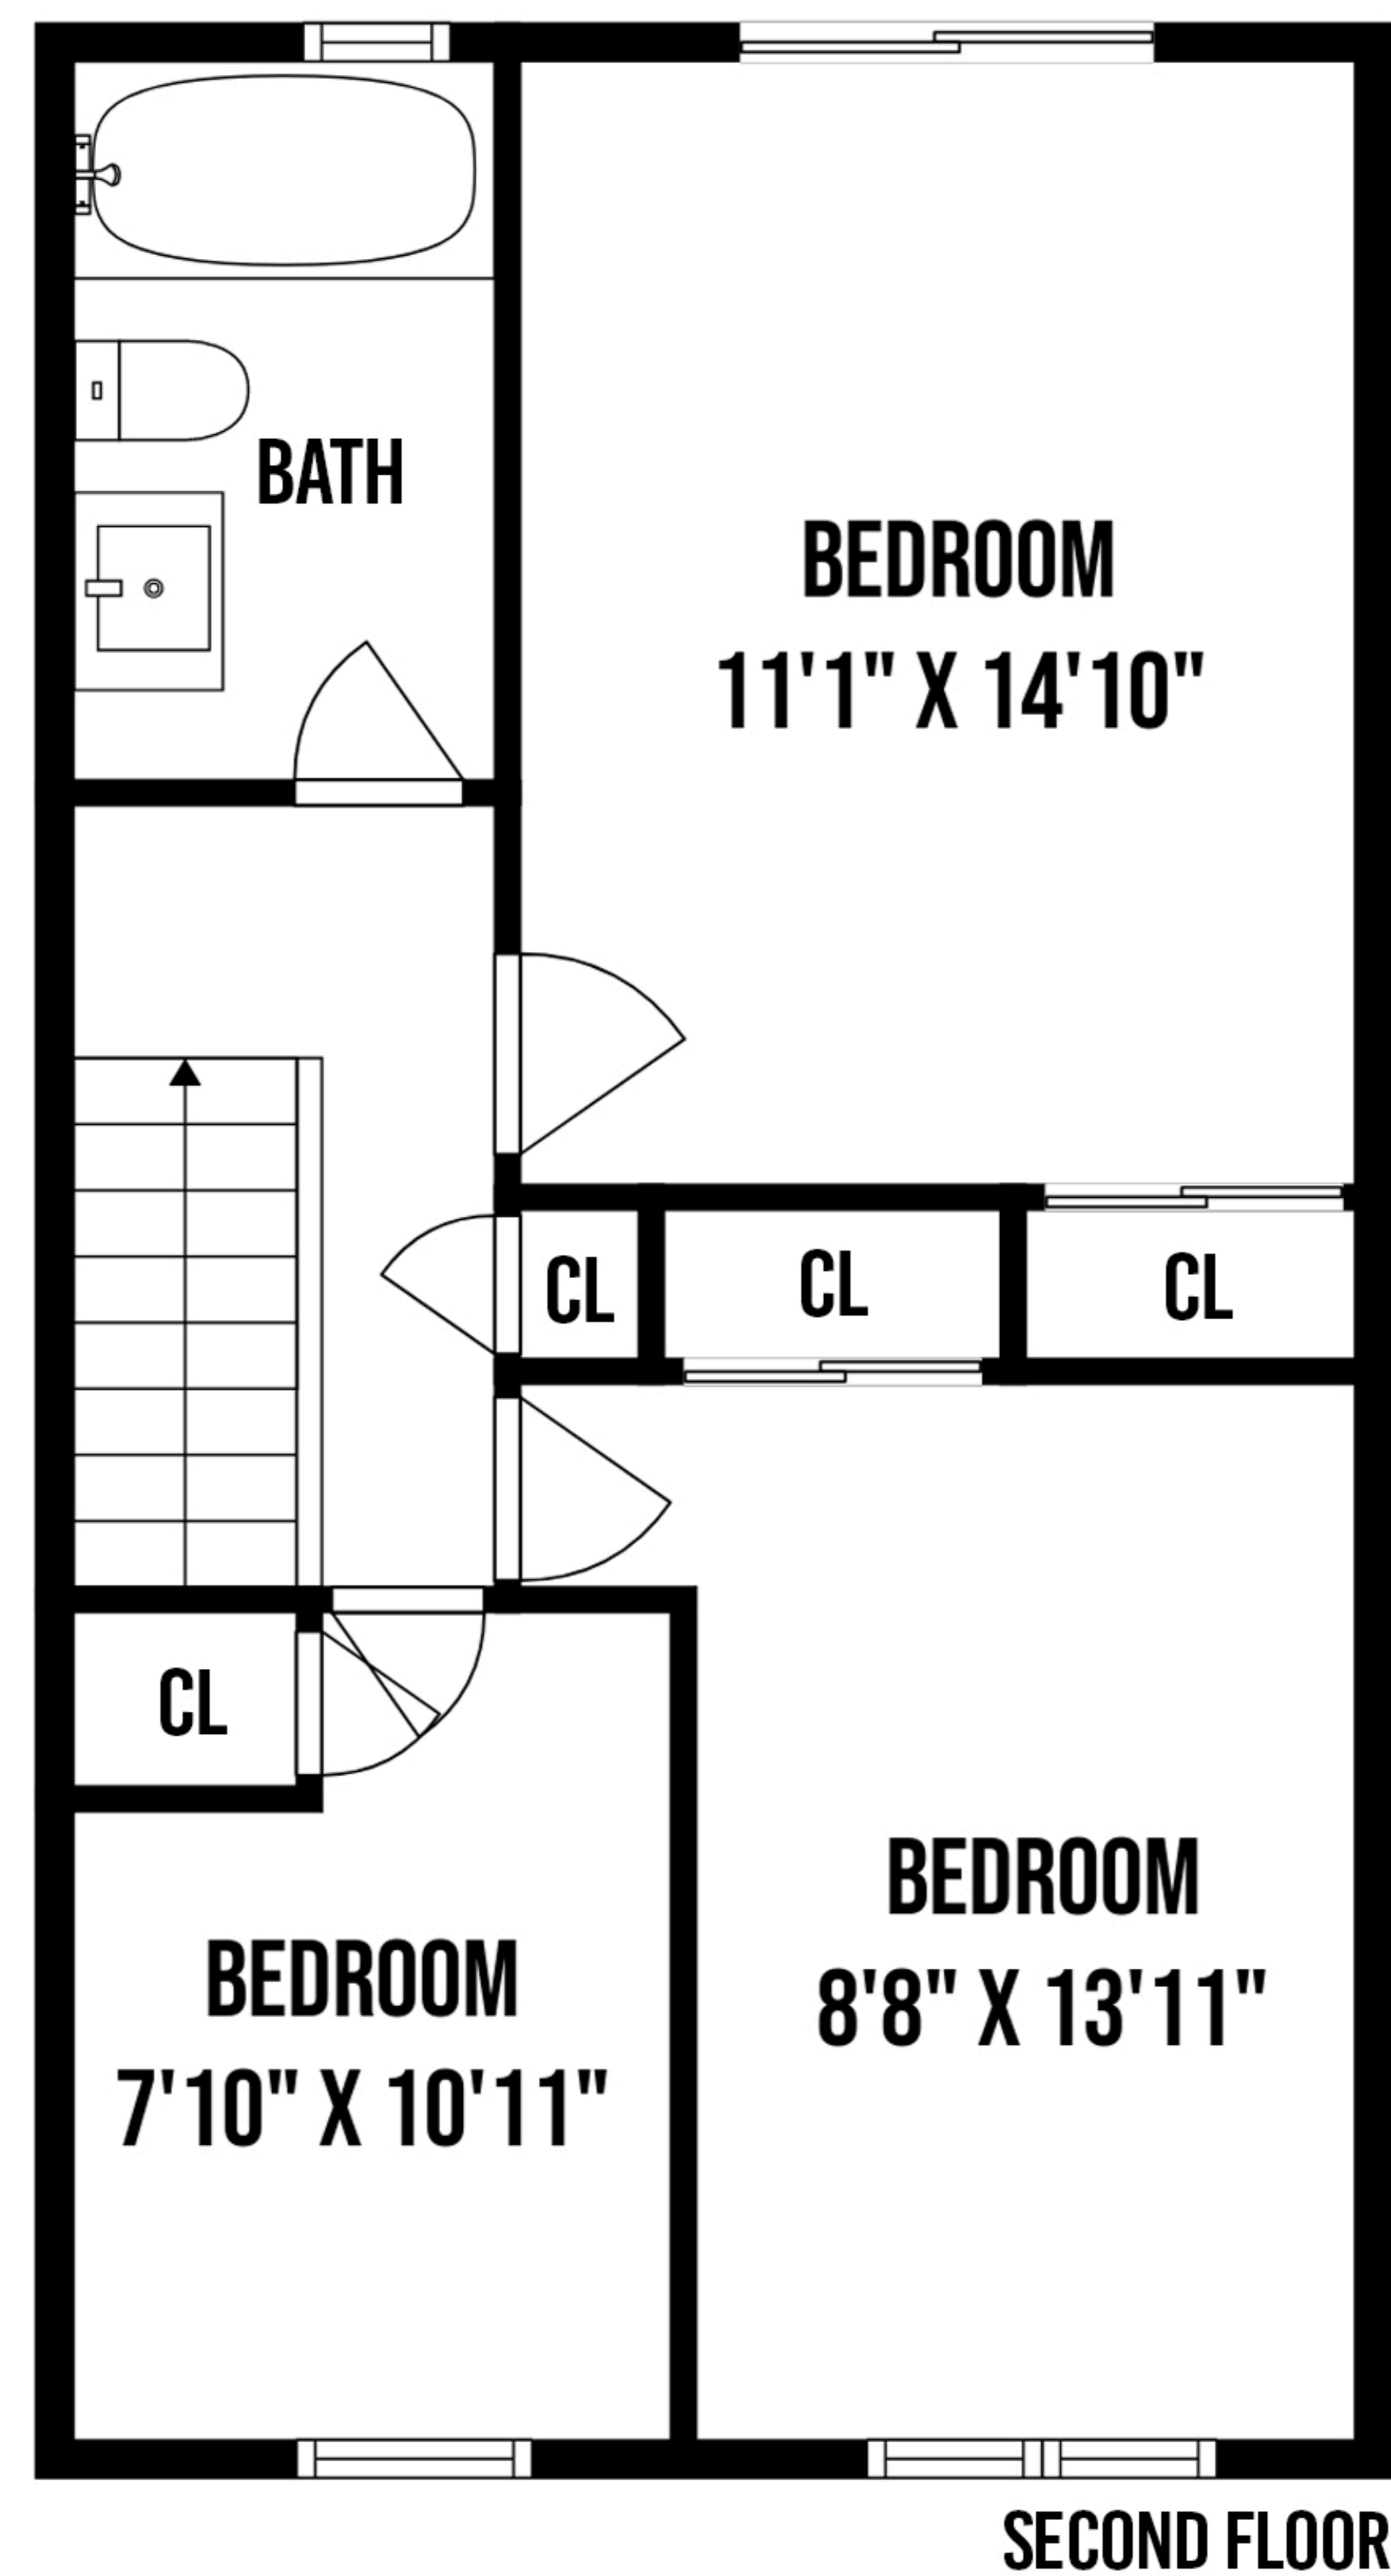 BATH
BEDROOM
11'1" X 14'10"
CL
CL
CL
CL
BEDROOM
8'8" X 13'11"
BEDROOM
7'10" X 10'11"
SECOND FLOOR